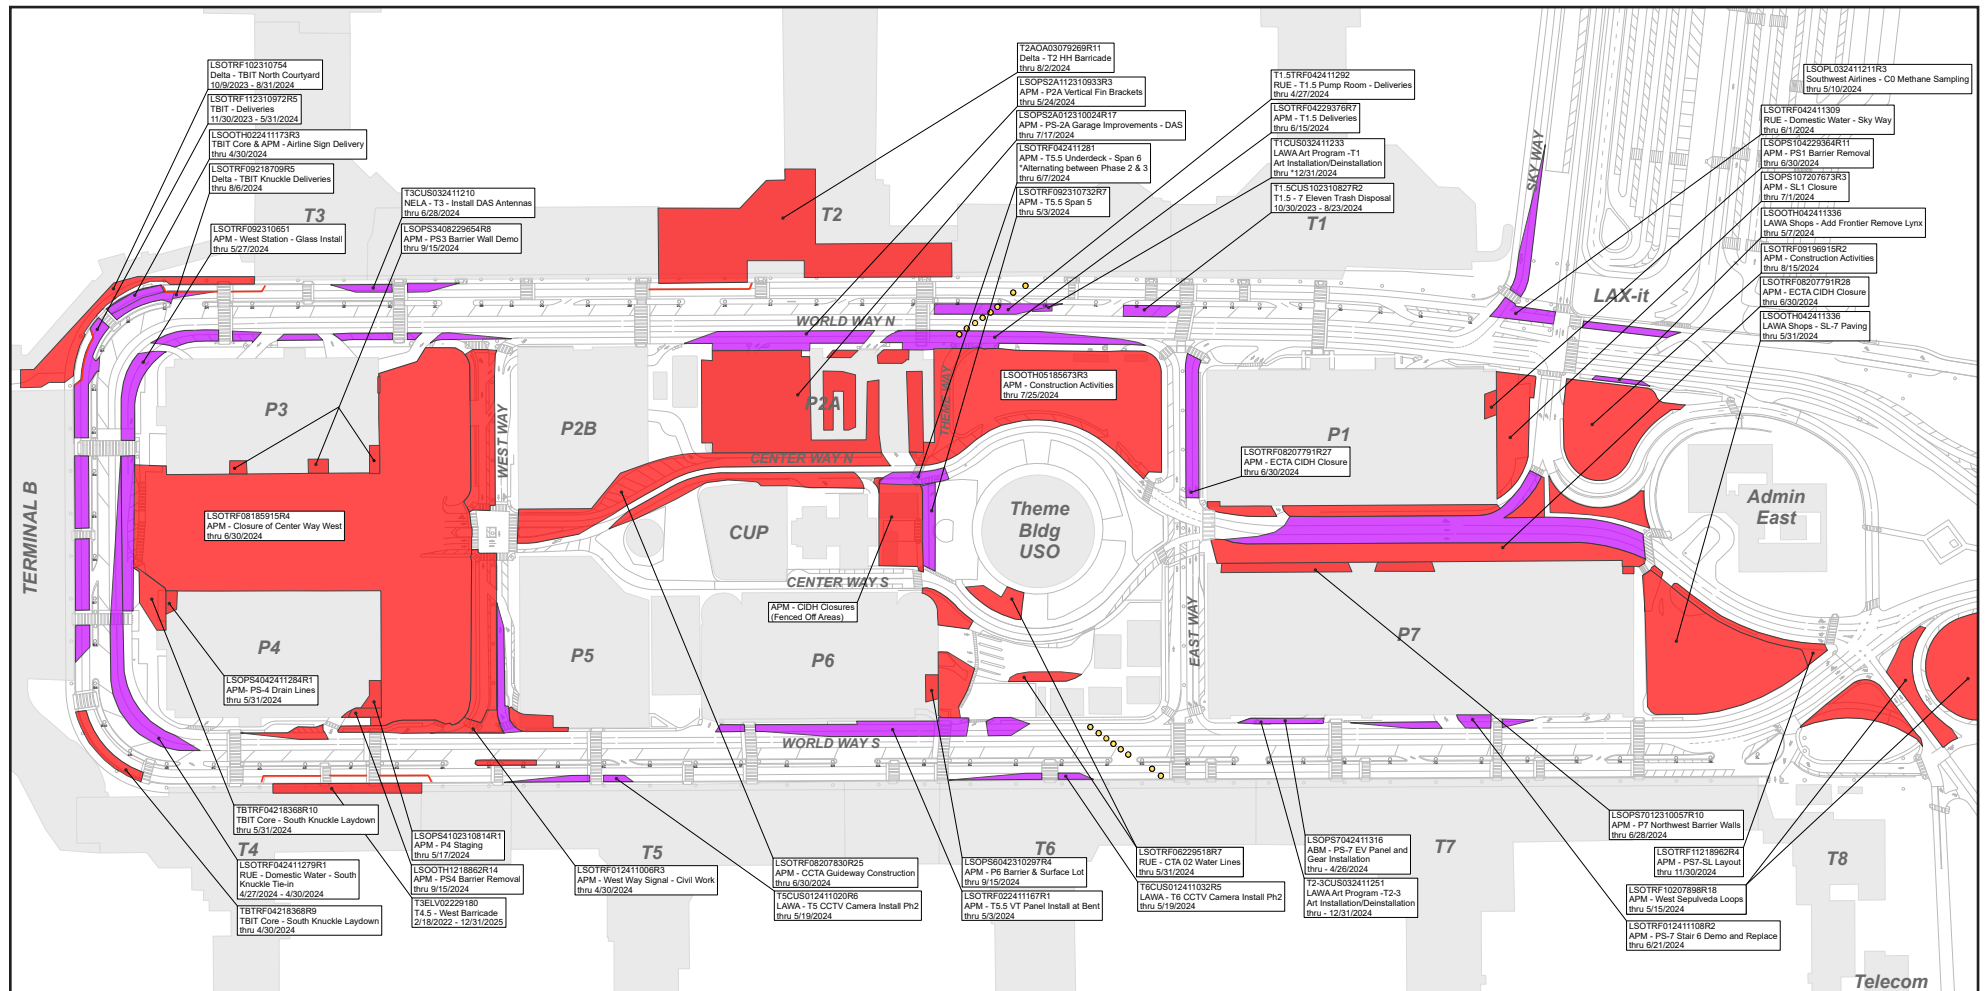 LSOTRF102310754
Delta - TBIT North Courtyard
10/9/2023 - 8/31/2024
LSOTRF112310972R5
TBIT - Deliveries
11/30/2023 - 5/31/2024
LSOOTH022411173R3
TBIT Core & APM - Airline Sign Delivery
thru 4/30/2024
LSOTRF09218709R5
Delta - TBIT Knuckle Deliveries
thru 8/6/2024
LSOTRF092310651
APM - West Station - Glass Install
thru 5/27/2024
T3CUS032411210
NELA - T3 - Install DAS Antennas
thru 6/28/2024
LSOPS3408229654R8
APM - PS3 Barrier Wall Demo
thru 9/15/2024
T2AOA03079269R11
Delta - T2 HH Barricade
thru 8/2/2024
LSOPS2A112310933R3
APM - P2A Vertical Fin Brackets
thru 5/24/2024
LSOPS2A012310024R17
APM - PS-2A Garage Improvements - DAS
thru 7/17/2024
LSOTRF042411281
APM - T5.5 Underdeck - Span 6
*Alternating between Phase 2 & 3
thru 6/7/2024
LSOTRF092310732R7
APM - T5.5 Span 5
thru 5/3/2024
T1.5TRF042411292
RUE - T1.5 Pump Room - Deliveries
thru 4/27/2024
LSOTRF04229376R7
APM - T1.5 Deliveries
thru 6/15/2024
T1CUS032411233
LAWA Art Program -T1
Art Installation/Deinstallation
thru *12/31/2024
T1.5CUS102310827R2
T1.5 - 7 Eleven Trash Disposal
10/30/2023 - 8/23/2024
LSOPL032411211R3
Southwest Airlines - C0 Methane Sampling
thru 5/10/2024
LSOTRF042411309
RUE - Domestic Water - Sky Way
thru 6/1/2024
LSOPS104229364R11
APM - PS1 Barrier Removal
thru 6/30/2024
LSOPS107207673R3
APM - SL1 Closure
thru 7/1/2024
LSOOTH042411336
LAWA Shops - Add Frontier Remove Lynx
thru 5/7/2024
LSOTRF09196915R2
APM - Construction Activities
thru 8/15/2024
LSOTRF08207791R28
APM - ECTA CIDH Closure
thru 6/30/2024
LSOOTH042411336
LAWA Shops - SL-7 Paving
thru 5/31/2024
T3
T2
T1
SKY WAY
LAX-it
WORLD WAY N
P3
WEST WAY
P2B
P2A
THEME WAY
LSOOTH05185673R3
APM - Construction Activities
thru 7/25/2024
P1
CENTER WAY N
LSOTRF08207791R27
APM - ECTA CIDH Closure
thru 6/30/2024
TERMINAL B
LSOTRF08185915R4
APM - Closure of Center Way West
thru 6/30/2024
CUP
Theme
Bldg
USO
Admin
East
CENTER WAY S
APM - CIDH Closures
(Fenced Off Areas)
P4
P5
P6
EAST WAY
P7
LSOPS4042411284R1
APM- PS-4 Drain Lines
thru 5/31/2024
WORLD WAY S
TBTRF04218368R10
TBIT Core - South Knuckle Laydown
thru 5/31/2024
T4
LSOTRF042411279R1
RUE - Domestic Water - South
Knuckle Tie-in
4/27/2024 - 4/30/2024
TBTRF04218368R9
TBIT Core - South Knuckle Laydown
thru 4/30/2024
LSOPS4102310814R1
APM - P4 Staging
thru 5/17/2024
LSOOTH1218862R14
APM - PS4 Barrier Removal
thru 9/15/2024
T3ELV02229180
T4.5 - West Barricade
2/18/2022 - 12/31/2025
T5
LSOTRF012411006R3
APM - West Way Signal - Civil Work
thru 4/30/2024
LSOTRF08207830R25
APM - CCTA Guideway Construction
thru 6/30/2024
T5CUS012411020R6
LAWA - T5 CCTV Camera Install Ph2
thru 5/19/2024
T6
LSOPS6042310297R4
APM - P6 Barrier & Surface Lot
thru 9/15/2024
LSOTRF022411167R1
APM - T5.5 VT Panel Install at Bent
thru 5/3/2024
LSOTRF06229518R7
RUE - CTA 02 Water Lines
thru 5/31/2024
T6CUS012411032R5
LAWA - T6 CCTV Camera Install Ph2
thru 5/19/2024
LSOPS7042411316
ABM - PS-7 EV Panel and
Gear Installation
thru - 4/26/2024
T2-3CUS032411251
LAWA Art Program -T2-3
Art Installation/Deinstallation
thru - 12/31/2024
T7
LSOPS7012310057R10
APM - P7 Northwest Barrier Walls
thru 6/28/2024
LSOTRF11218962R4
APM - PS7-SL Layout
thru 11/30/2024
LSOTRF10207898R18
APM - West Sepulveda Loops
thru 5/15/2024
LSOTRF012411108R2
APM - PS-7 Stair 6 Demo and Replace
thru 6/21/2024
T8
Telecom